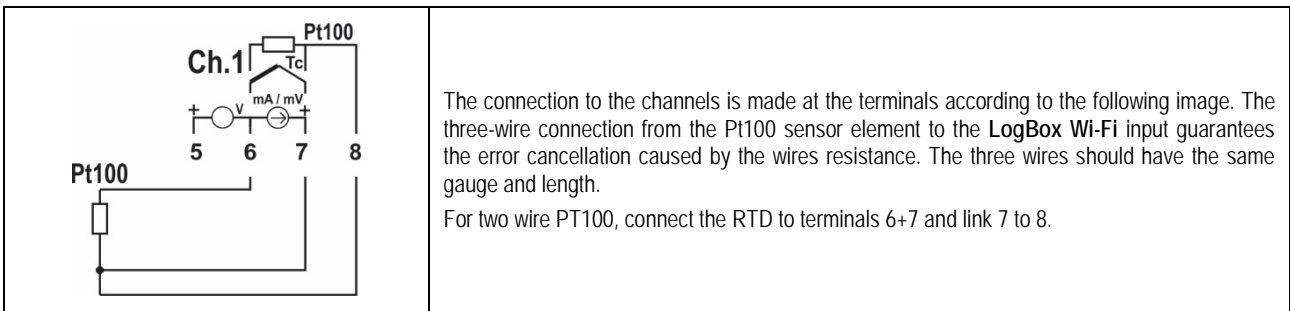 Pt100
Ch.1
Tc
mA / mV
+ V +
5 6 7 8
Pt100
The connection to the channels is made at the terminals according to the following image. The
three-wire connection from the Pt100 sensor element to the LogBox Wi-Fi input guarantees
the error cancellation caused by the wires resistance. The three wires should have the same
gauge and length.
For two wire PT100, connect the RTD to terminals 6+7 and link 7 to 8.